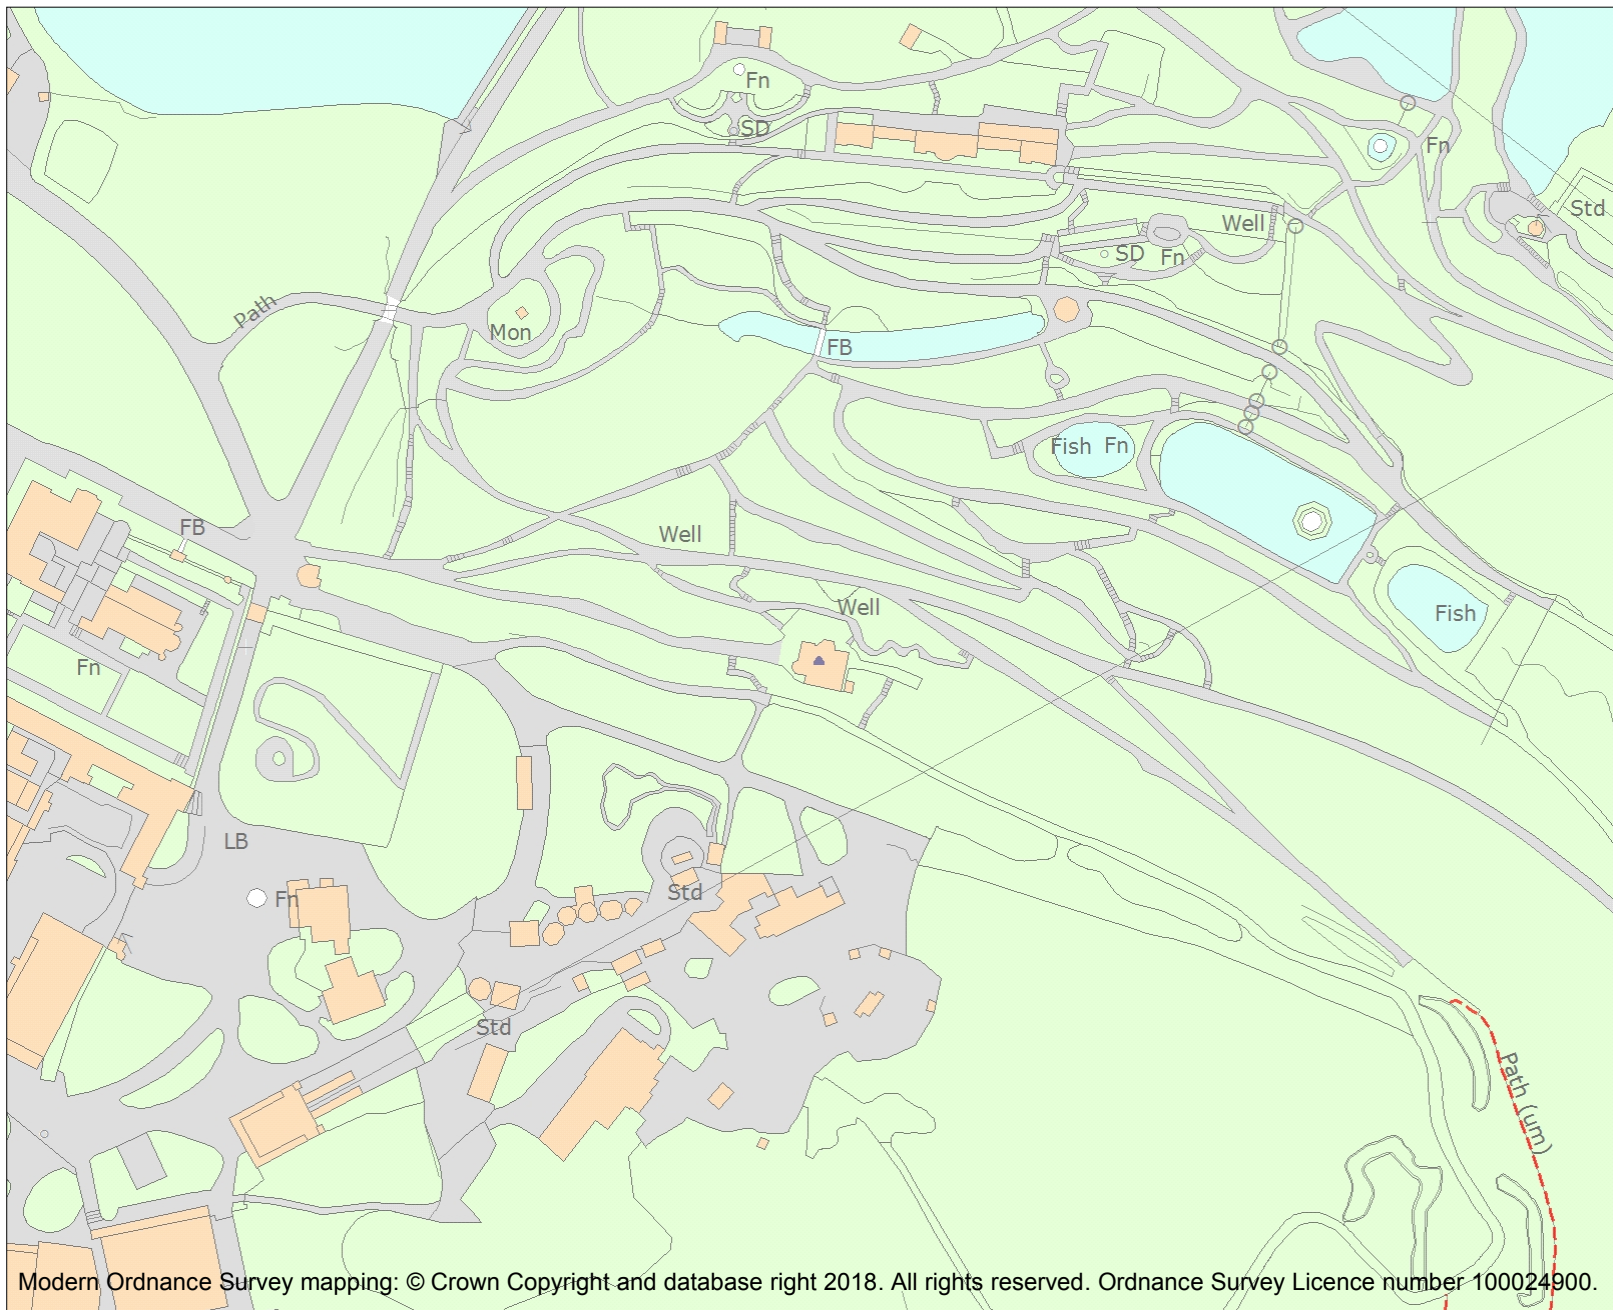 Fn
SD
Fn
Std
Well
SD
Fn
Path
Mon
FB
Fish Fn
FB
Well
Well
Fish
Fn
LB
Fn
Std
Std
Path (um)
Modern Ordnance Survey mapping: © Crown Copyright and database right 2018. All rights reserved. Ordnance Survey Licence number 100024900.